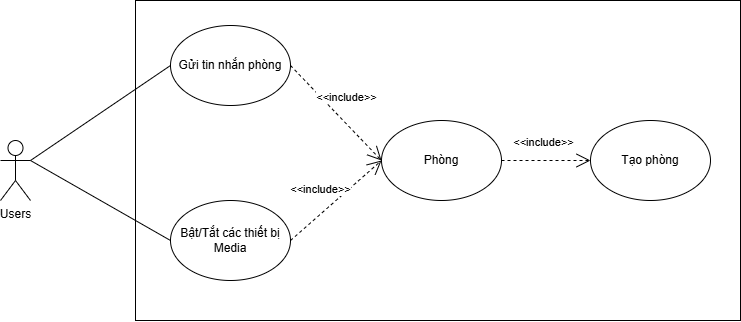 Gửi tin nhắn phòng
<<include>>
Users
Phòng
<<include>>
Tạo phòng
<<include>>
Bật/Tắt các thiết bị
Media